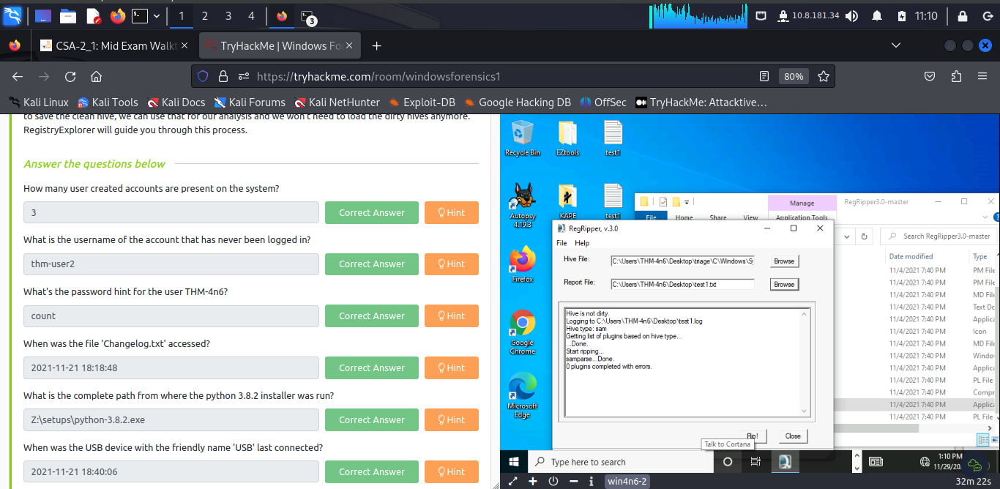 1 2 3 4 3 10.8.181.34 11:10
CSA-2_1: Mid Exam Walkt TryHackMe | Windows Fo
https://tryhackme.com/room/windowsforensics1 80%
Kali Linux Kali Tools Kali Docs Kali Forums Kali NetHunter Exploit-DB Google Hacking DB OffSec TryHackMe: Attacktive…
to save the clean hive, we can use that for our analysis and we won't need to load the dirty hives anymore.
RegistryExplorer will guide you through this process.
Answer the questions below
How many user created accounts are present on the system?
3 Correct Answer Hint
What is the username of the account that has never been logged in?
thm-user2 Correct Answer Hint
What's the password hint for the user THM-4n6?
count Correct Answer Hint
When was the file 'Changelog.txt' accessed?
2021-11-21 18:18:48 Correct Answer Hint
What is the complete path from where the python 3.8.2 installer was run?
Z:\setups\python-3.8.2.exe Correct Answer Hint
When was the USB device with the friendly name 'USB' last connected?
2021-11-21 18:40:06 Correct Answer Hint
Recycle Bin EZtools test1
Autopsy
4.19.3
KAPE test1
Firefox
Google
Chrome
Microsoft
Edge
Manage RegRipper3.0-master
File Home Share View Application Tools
Search RegRipper3.0-master
Date modified Type
11/4/2021 7:40 PM PM File
11/4/2021 7:40 PM PM File
11/4/2021 7:40 PM MD File
11/4/2021 7:40 PM Text Do
11/4/2021 7:40 PM Applica
11/4/2021 7:40 PM Icon
11/4/2021 7:40 PM MD File
11/4/2021 7:40 PM Window
11/4/2021 7:40 PM Applica
11/4/2021 7:40 PM PL File
11/4/2021 7:40 PM Compr
11/4/2021 7:40 PM Applica
11/4/2021 7:40 PM PL File
RegRipper, v.3.0
File Help
Hive File: C:\Users\THM-4n6\Desktop\triage\C\Windows\Sy Browse
Report File: C:\Users\THM-4n6\Desktop\test1.txt Browse
Hive is not dirty.
Logging to C:\Users\THM-4n6\Desktop\test1.log
Hive type: sam
Getting list of plugins based on hive type...
...Done.
Start ripping...
samparse...Done.
0 plugins completed with errors.
Rip! Close
Talk to Cortana
Type here to search
1:10 PM
11/29/20
win4n6-2 32m 22s